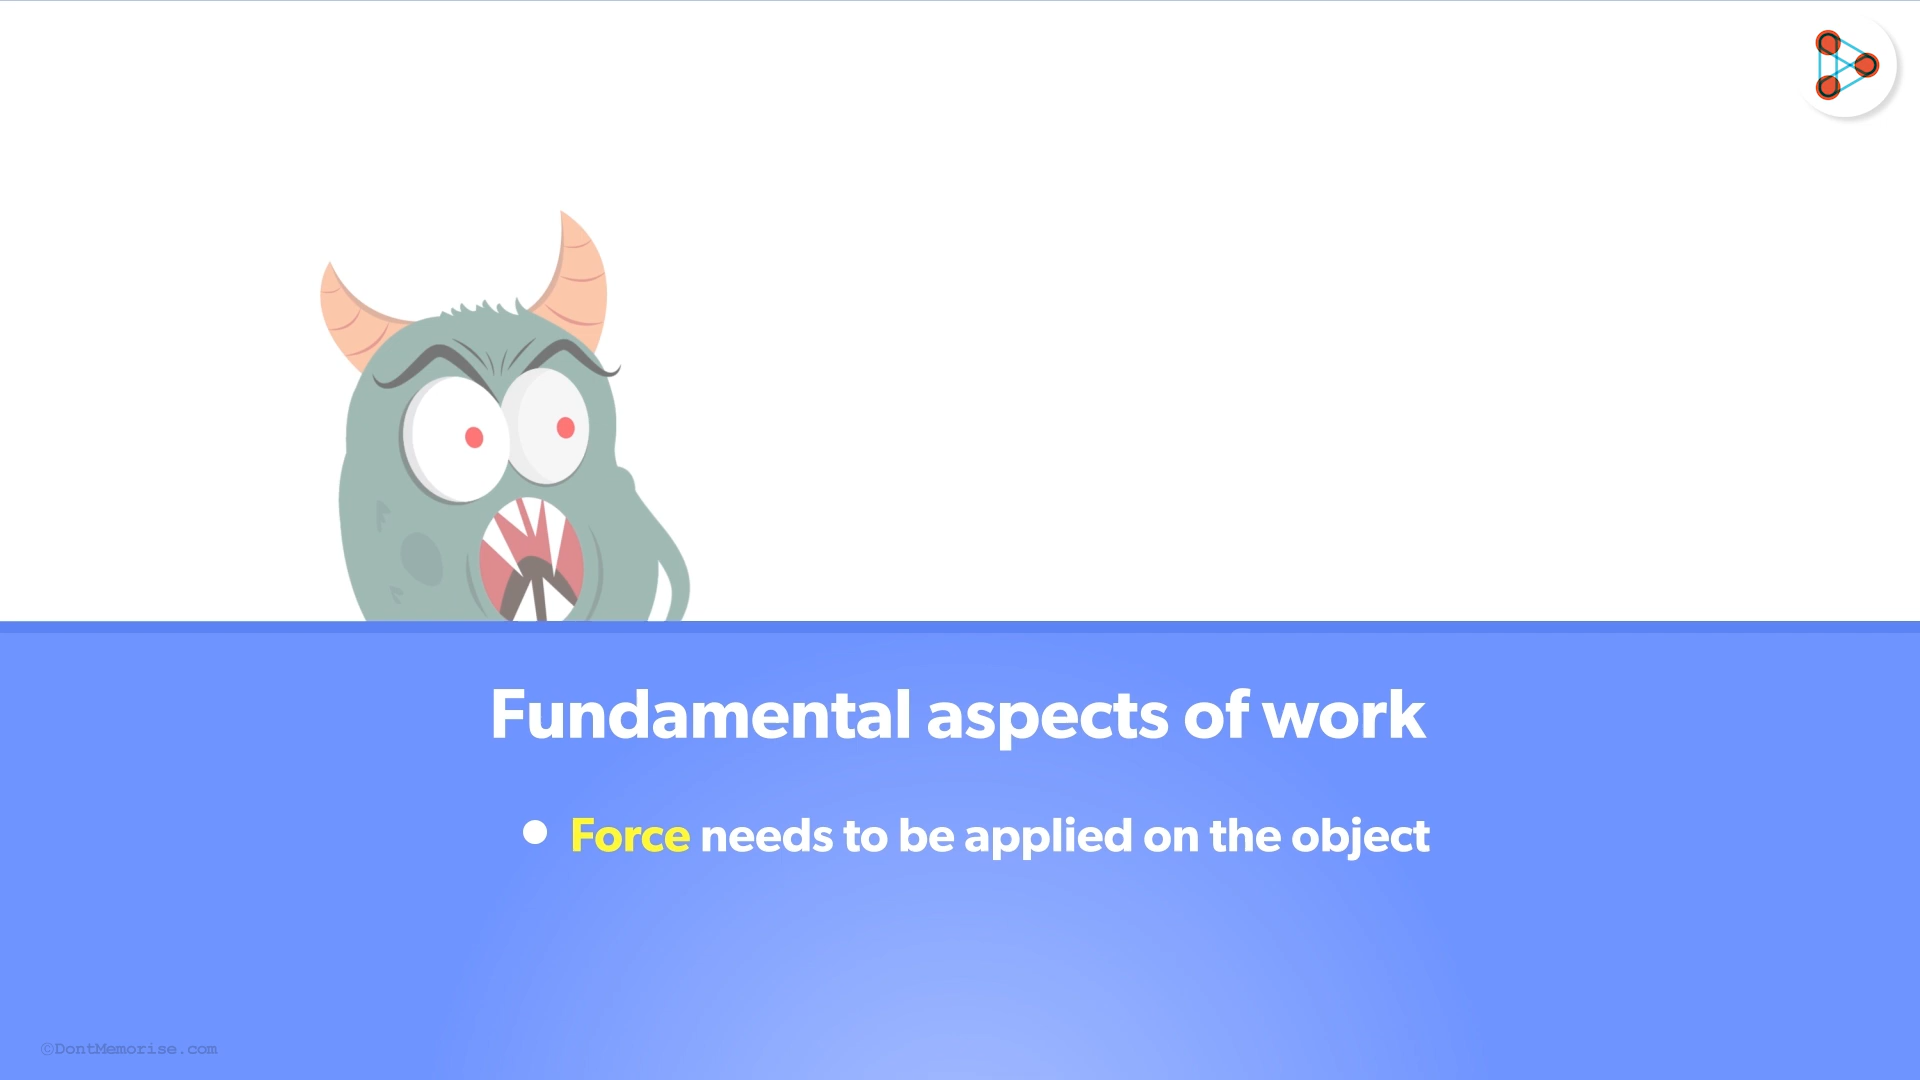 Fundamental aspects of work
Force needs to be applied on the object
©DontMemorise.com